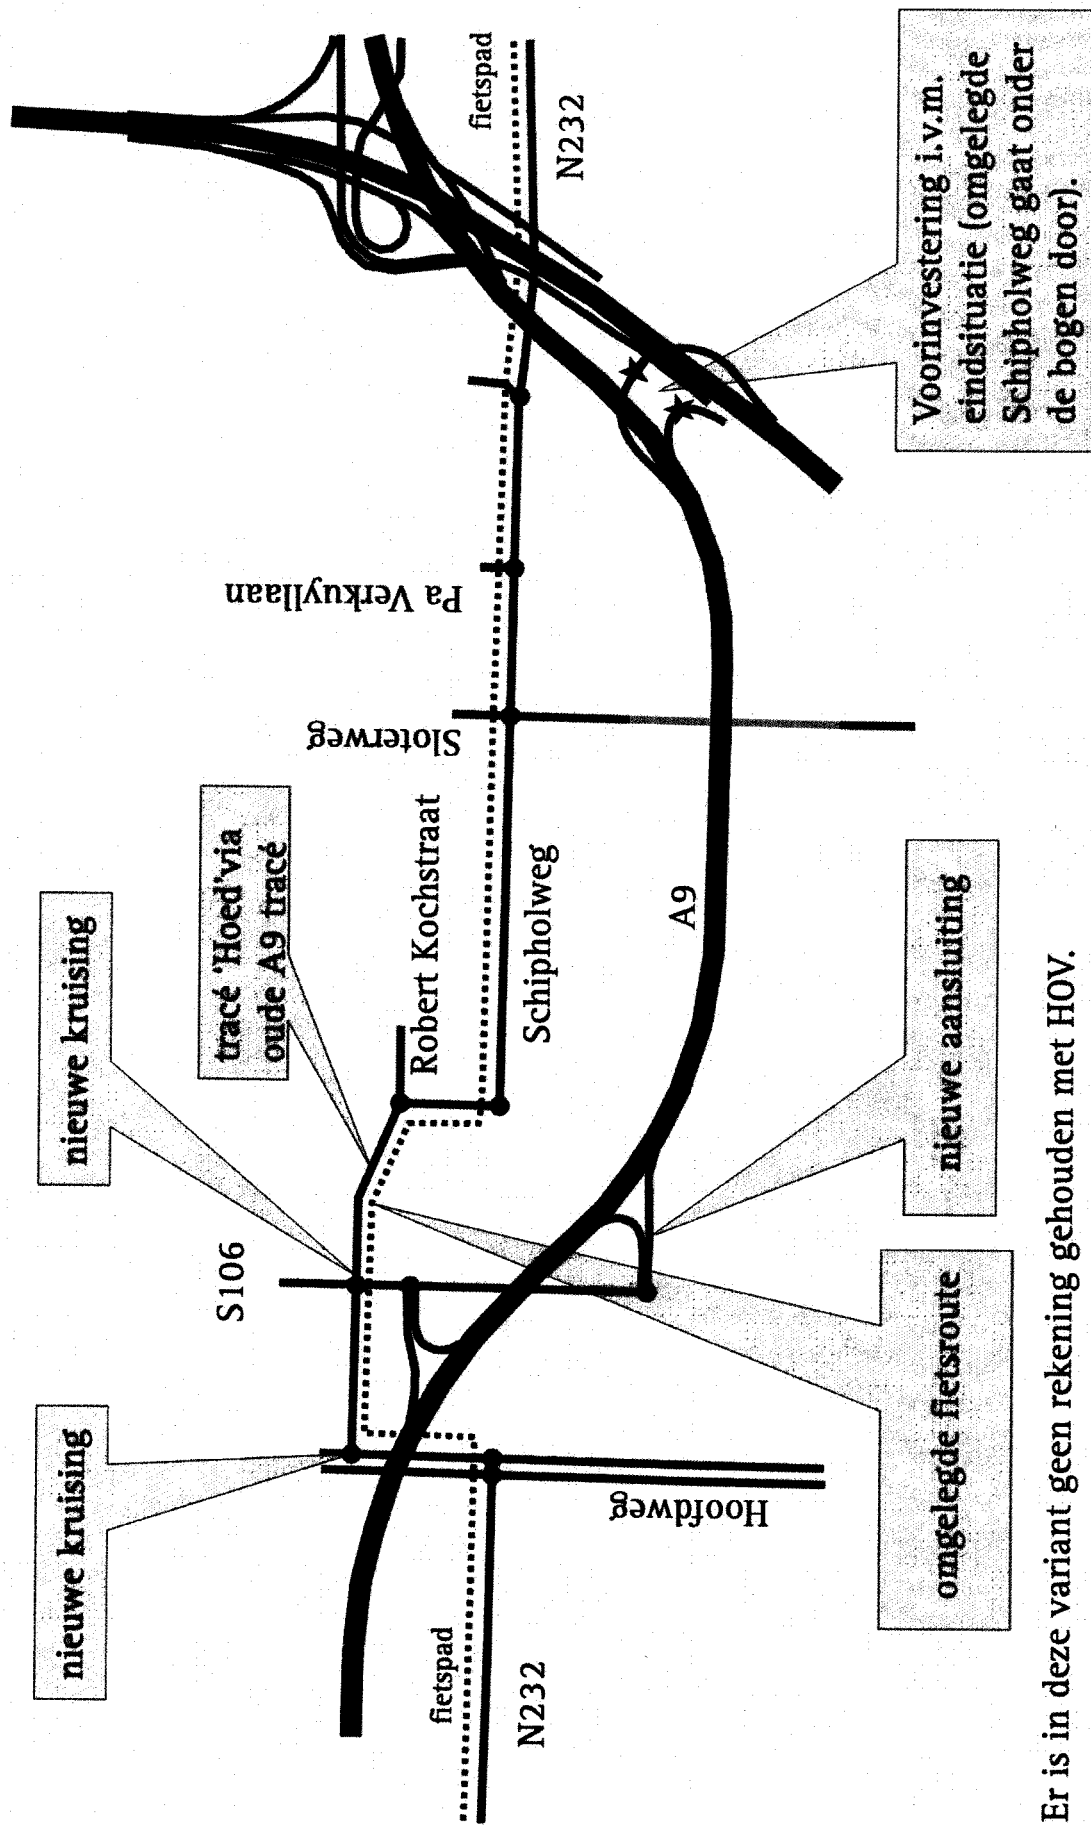 nieuwe kruising
nieuwe kruising
tracé 'Hoed'via
oude A9 tracé
S106
Robert Kochstraat
Sloterweg
Pa Verkuyllaan
fietspad
N232
fietspad
N232
Hoofdweg
Schipholweg
A9
omgelegde fietsroute
nieuwe aansluiting
Voorinvestering i.v.m.
eindsituatie (omgelegde
Schipholweg gaat onder
de bogen door).
Er is in deze variant geen rekening gehouden met HOV.